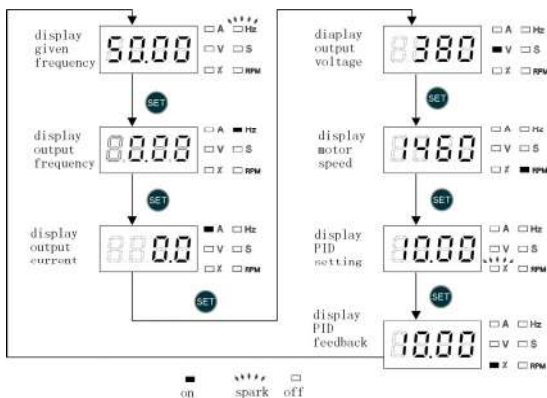 display
given
frequency
50.00
A Hz
V S
% RPM
SET
display
output
frequency
0.00
A Hz
V S
% RPM
SET
display
output
current
0.0
A Hz
V S
% RPM
SET
diaplay
output
voltage
380
A Hz
V S
% RPM
SET
display
motor
speed
1460
A Hz
V S
% RPM
SET
display
PID
setting
10.00
A Hz
V S
% RPM
SET
display
PID
feedback
10.00
A Hz
V S
% RPM
on spark off